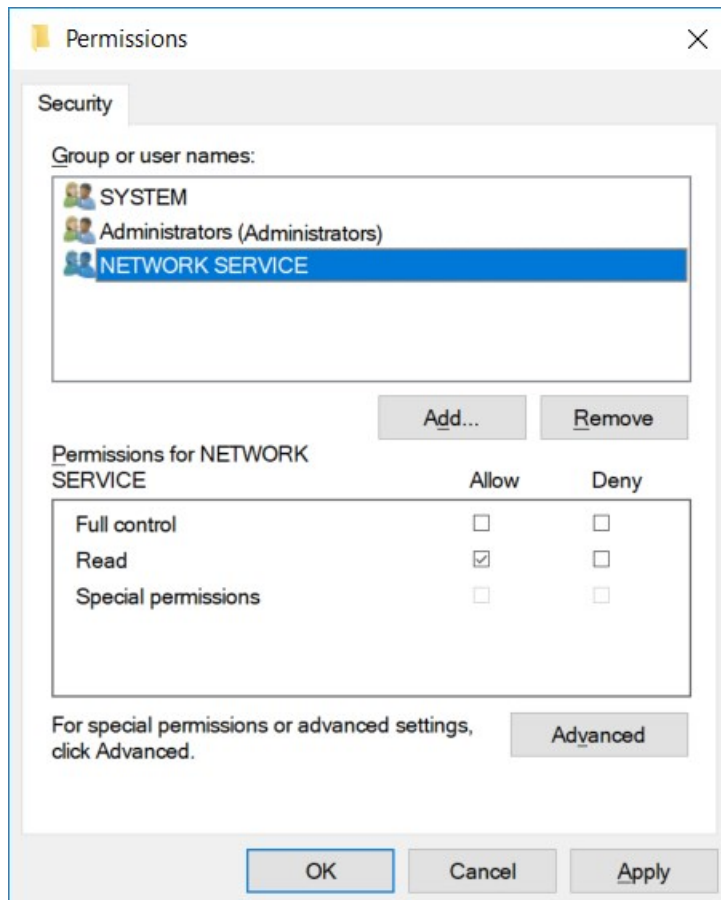 Permissions
Security
Group or user names:
SYSTEM
Administrators (Administrators)
NETWORK SERVICE
Add... Remove
Permissions for NETWORK
SERVICE Allow Deny
Full control
Read
Special permissions
For special permissions or advanced settings,
click Advanced.
Advanced
OK Cancel Apply